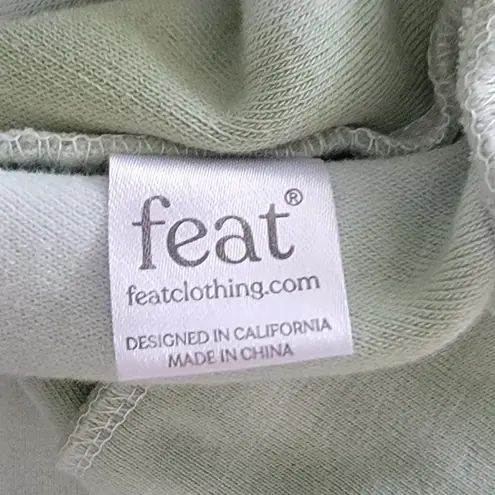 feat®
featclothing.com
DESIGNED IN CALIFORNIA
MADE IN CHINA